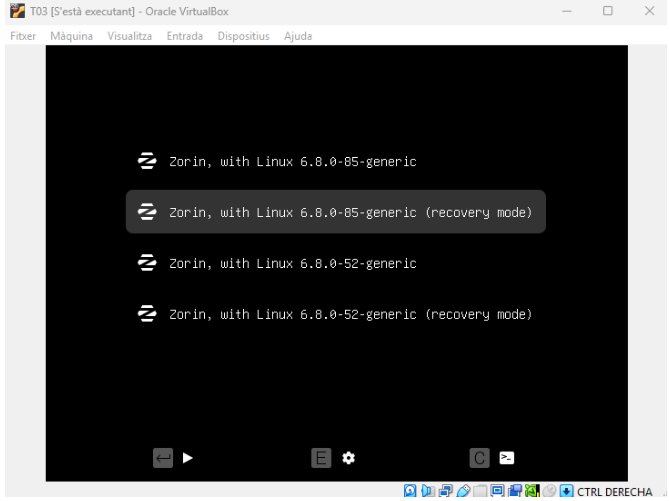 T03 [S'està executant] - Oracle VirtualBox
Fitxer Màquina Visualitza Entrada Dispositius Ajuda
Zorin, with Linux 6.8.0-85-generic
Zorin, with Linux 6.8.0-85-generic (recovery mode)
Zorin, with Linux 6.8.0-52-generic
Zorin, with Linux 6.8.0-52-generic (recovery mode)
E C
CTRL DERECHA